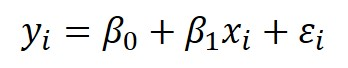 yᵢ = β₀ + β₁xᵢ + εᵢ